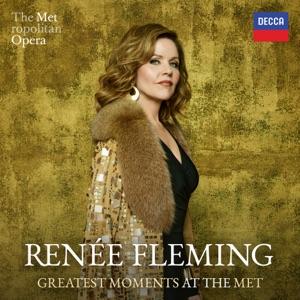 The Met
ropolitan
Opera
DECCA
RENÉE FLEMING
GREATEST MOMENTS AT THE MET